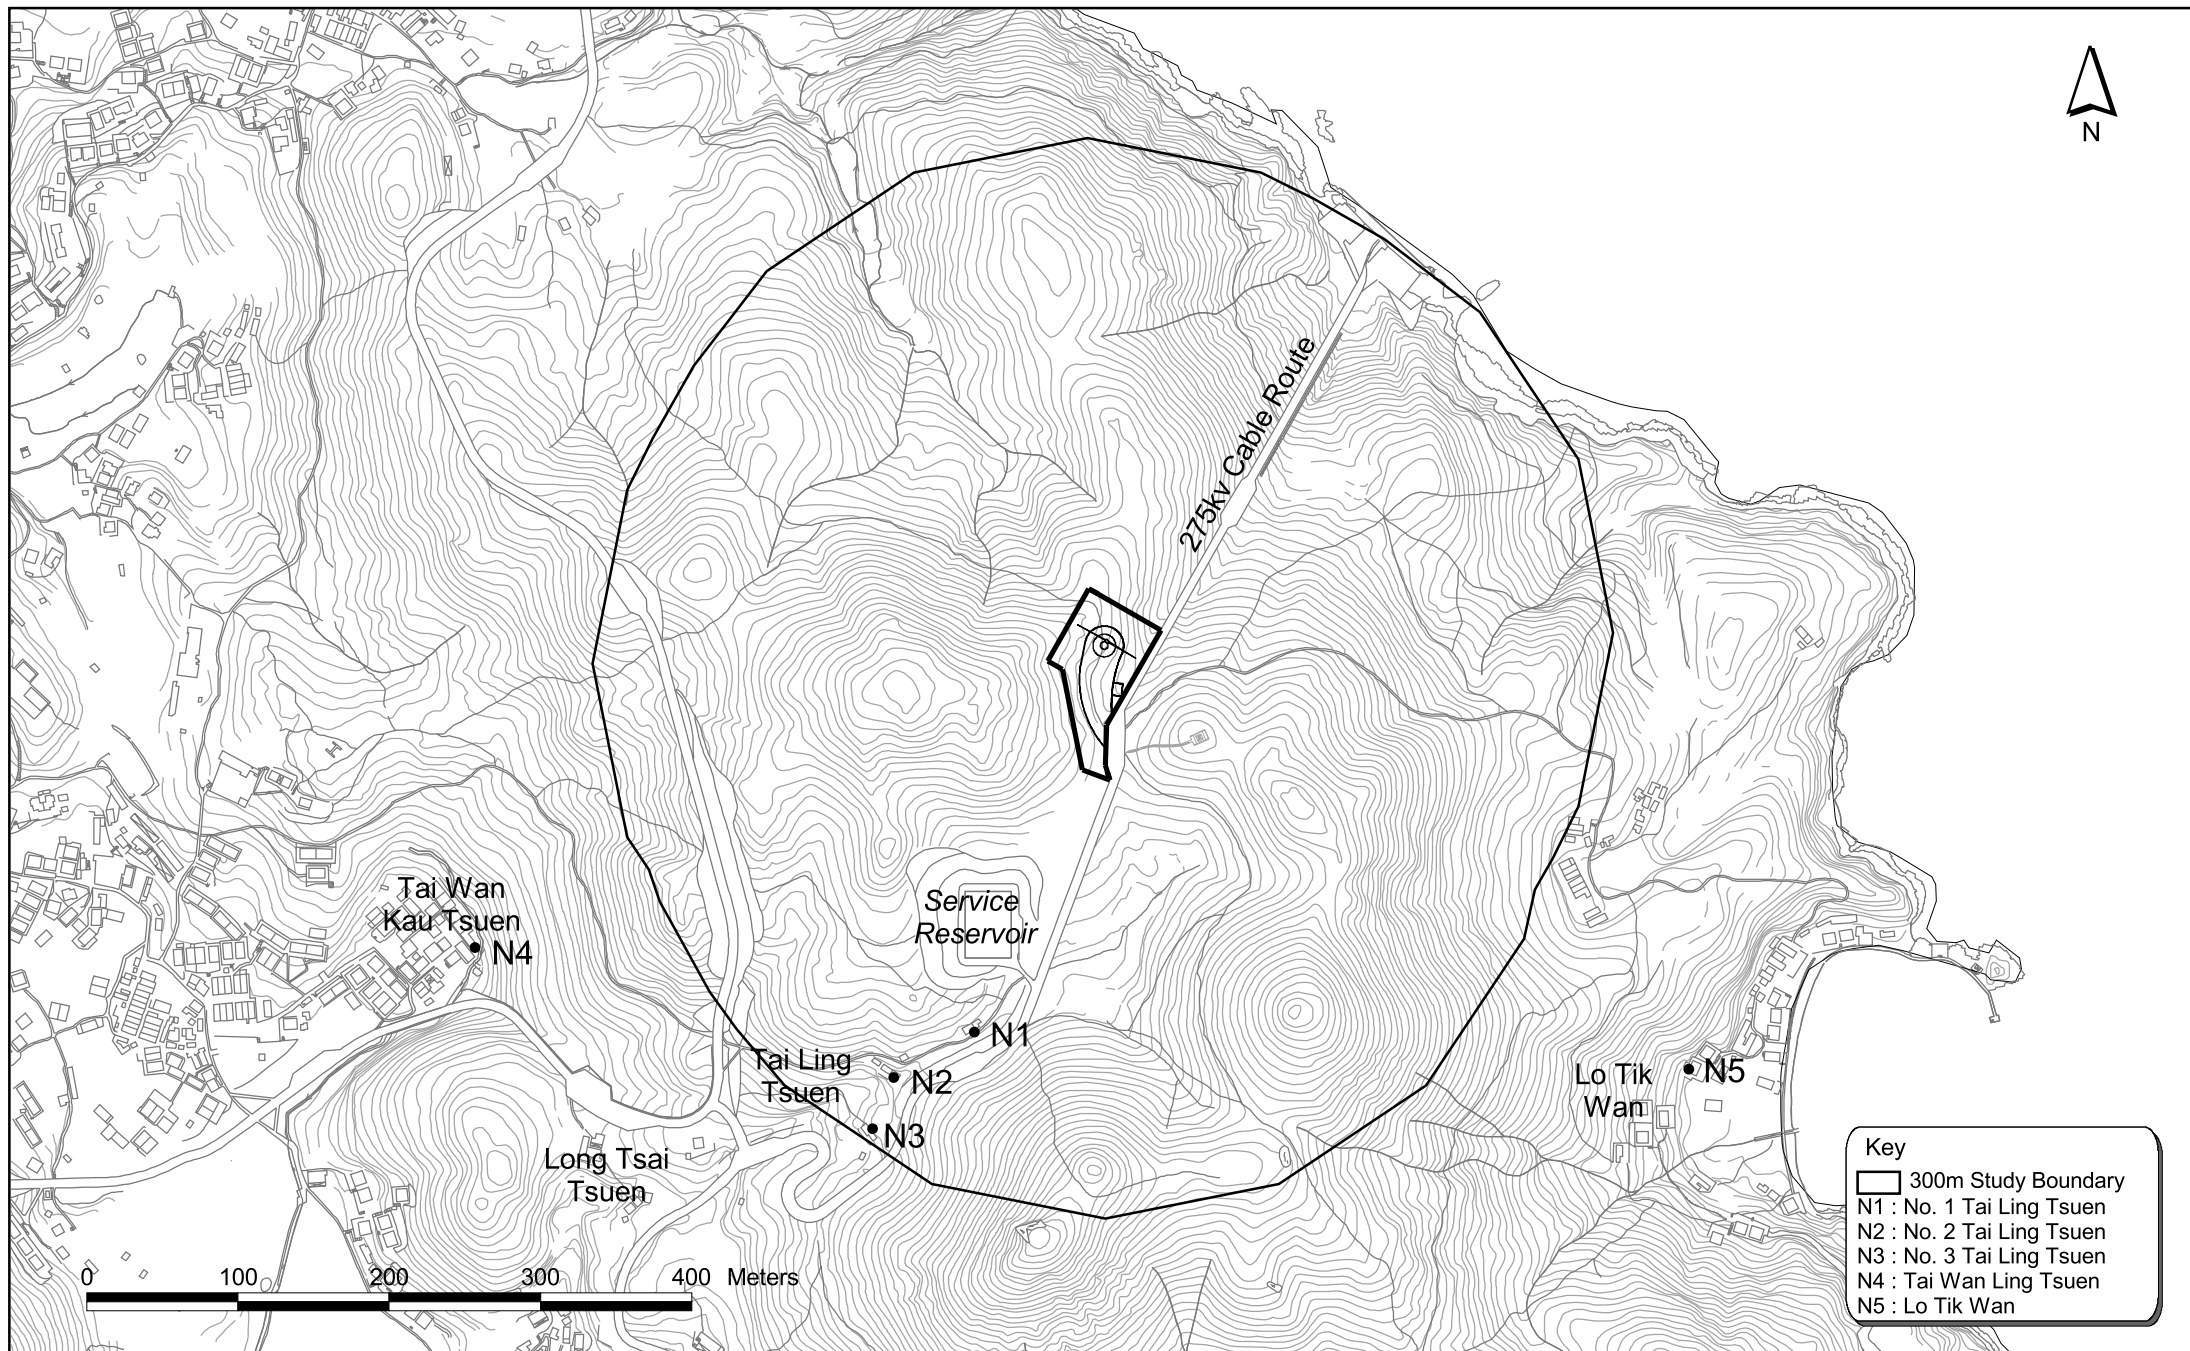 N
275kv Cable Route
Tai Wan
Kau Tsuen
N4
Service
Reservoir
N1
Tai Ling
Tsuen
N2
N3
Lo Tik
Wan
N5
Long Tsai
Tsuen
0 100 200 300 400 Meters
Key
300m Study Boundary
N1 : No. 1 Tai Ling Tsuen
N2 : No. 2 Tai Ling Tsuen
N3 : No. 3 Tai Ling Tsuen
N4 : Tai Wan Ling Tsuen
N5 : Lo Tik Wan